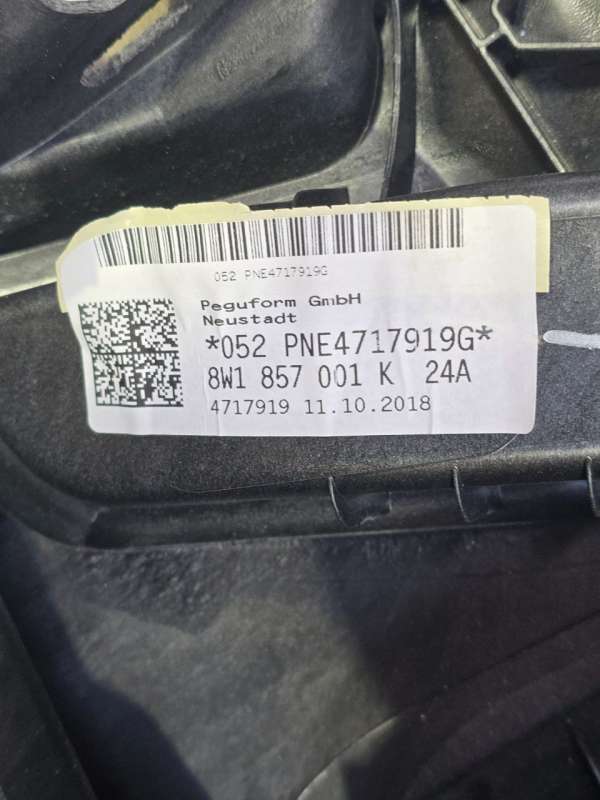 052 PNE4717919G
Peguform GmbH
Neustadt
*052 PNE4717919G*
8W1 857 001 K 24A
4717919 11.10.2018